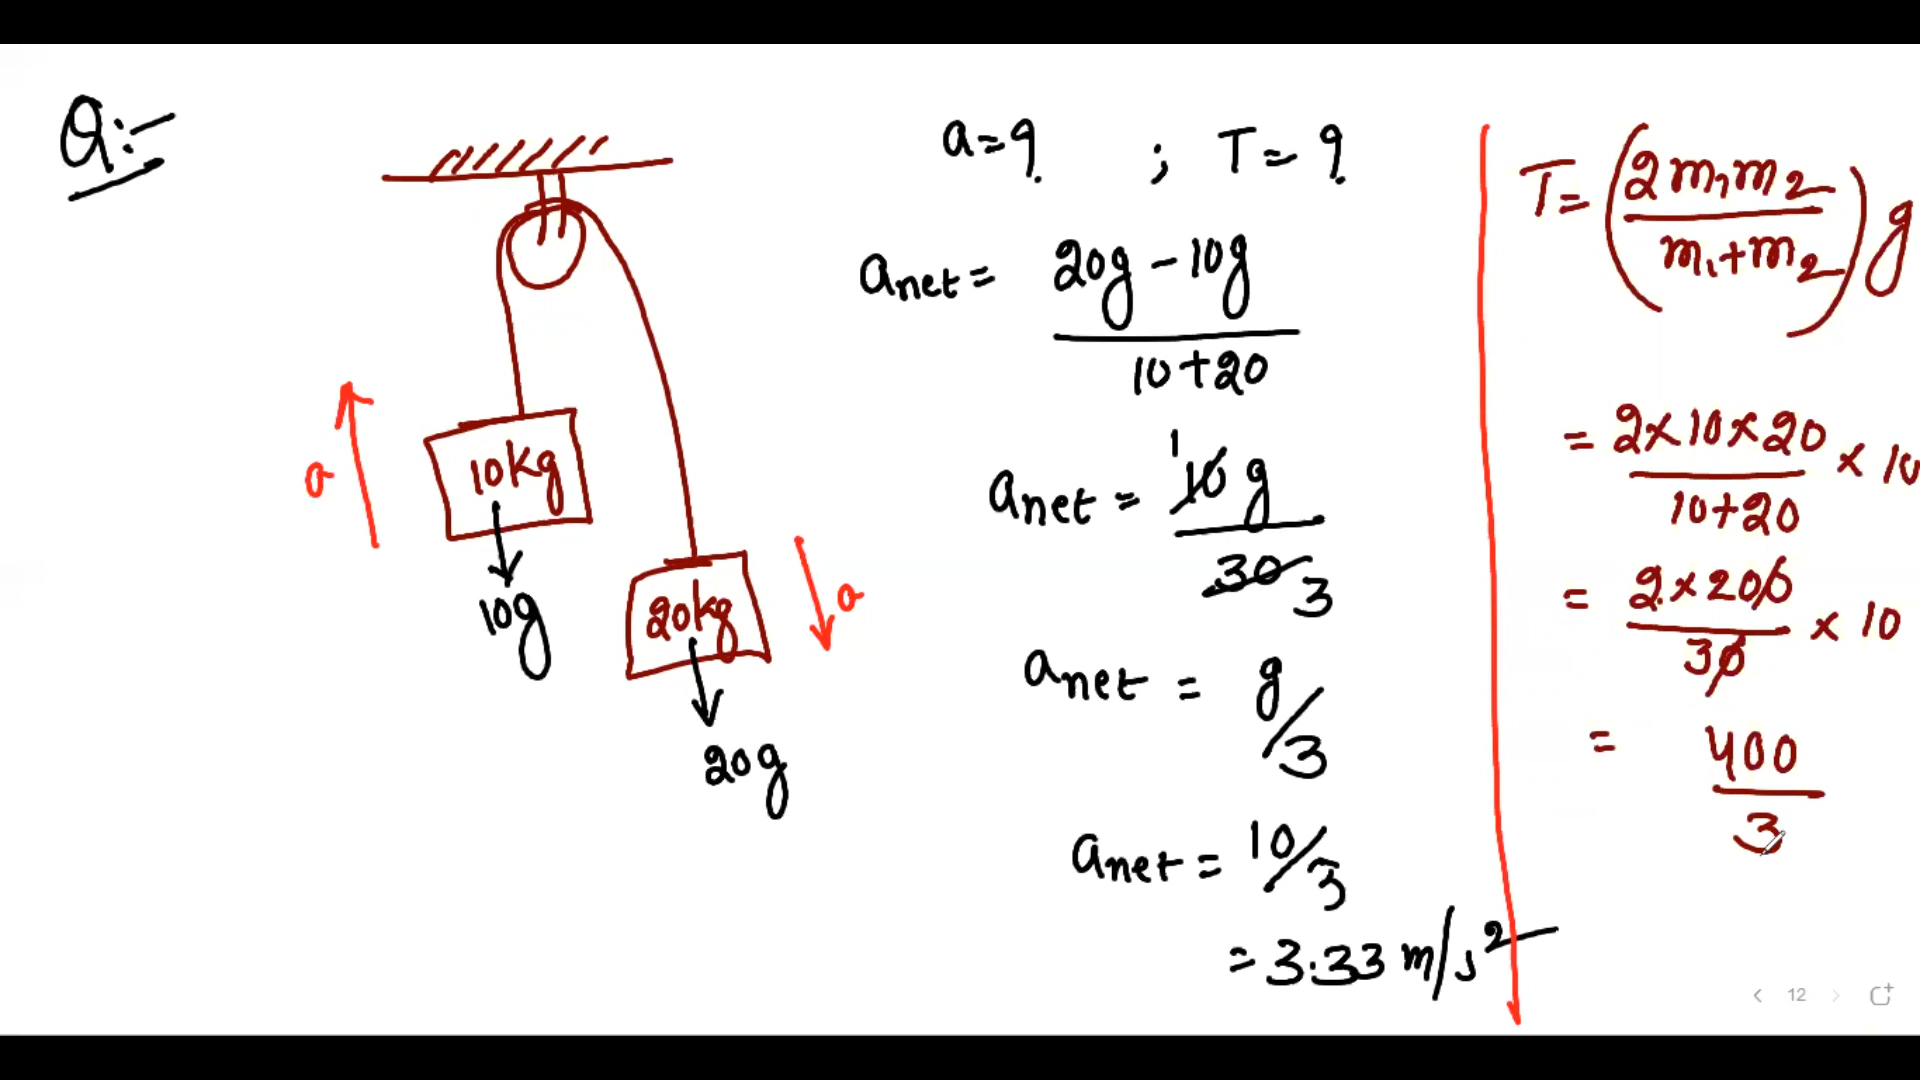 Q:-
10kg
10g
a
20kg
20g
a
a=? ; T=?
anet = 20g-10g
10+20
anet = 1 10g
30 3
anet = g/3
anet = 10/3
= 3.33 m/s²
T= (2m1m2
m1+m2) g
= 2×10×20 × 10
10+20
= 2×200 × 10
30
= 400
3
12